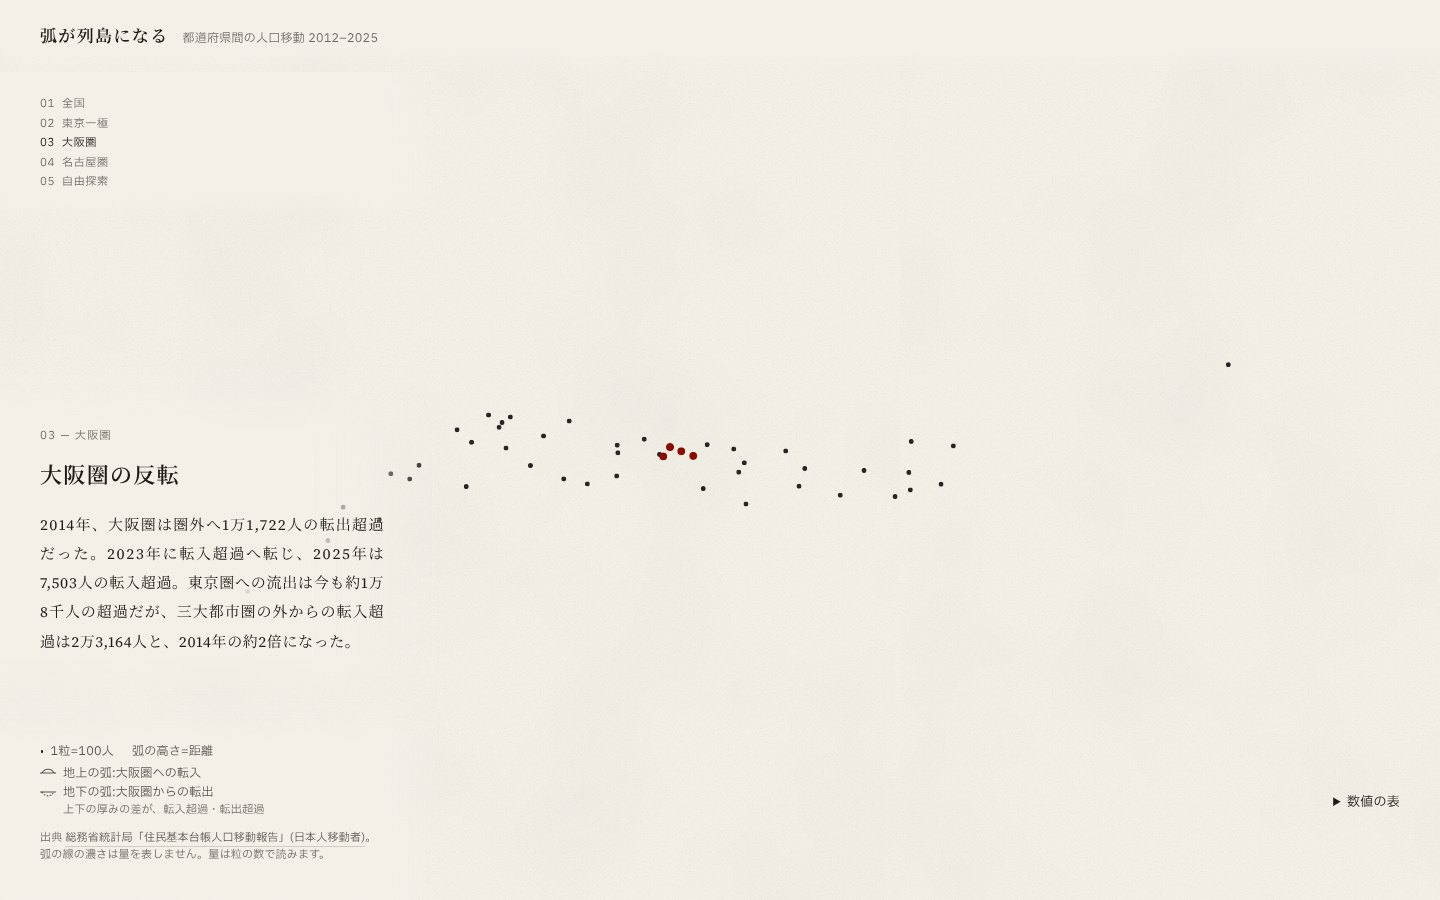 弧が列島になる 都道府県間の人口移動 2012–2025
01 全国
02 東京一極
03 大阪圏
04 名古屋圏
05 自由探索
03 — 大阪圏
大阪圏の反転
2014年、大阪圏は圏外へ1万1,722人の転出超過
だった。2023年に転入超過へ転じ、2025年は
7,503人の転入超過。東京圏への流出は今も約1万
8千人の超過だが、三大都市圏の外からの転入超
過は2万3,164人と、2014年の約2倍になった。
1粒=100人 弧の高さ=距離
地上の弧:大阪圏への転入
地下の弧:大阪圏からの転出
上下の厚みの差が、転入超過・転出超過
▶ 数値の表
出典 総務省統計局「住民基本台帳人口移動報告」(日本人移動者)。
弧の線の濃さは量を表しません。量は粒の数で読みます。